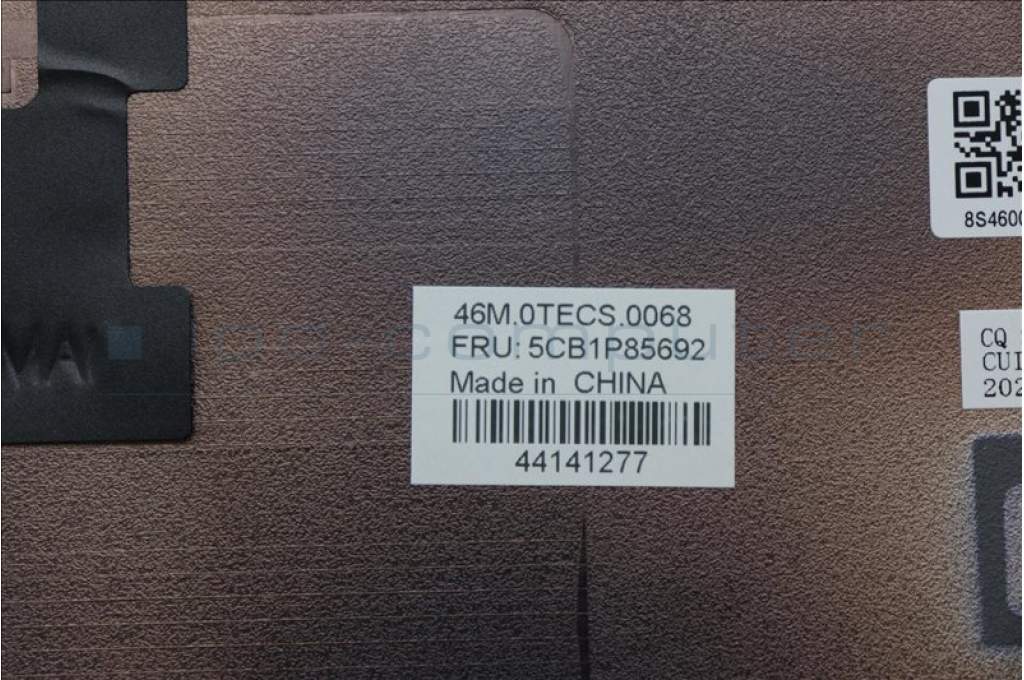 8S4600
46M.0TECS.0068
FRU: 5CB1P85692
Made in CHINA
44141277
CQ
CUI
202